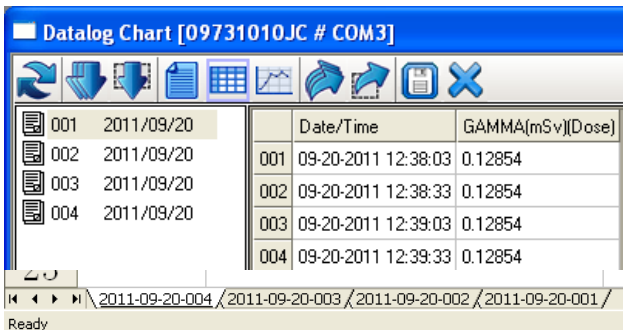 Datalog Chart [09731010JC # COM3]
001 2011/09/20
002 2011/09/20
003 2011/09/20
004 2011/09/20
Date/Time GAMMA(mSv)(Dose)
001 09-20-2011 12:38:03 0.12854
002 09-20-2011 12:38:33 0.12854
003 09-20-2011 12:39:03 0.12854
004 09-20-2011 12:39:33 0.12854
2011-09-20-004 / 2011-09-20-003 / 2011-09-20-002 / 2011-09-20-001 /
Ready